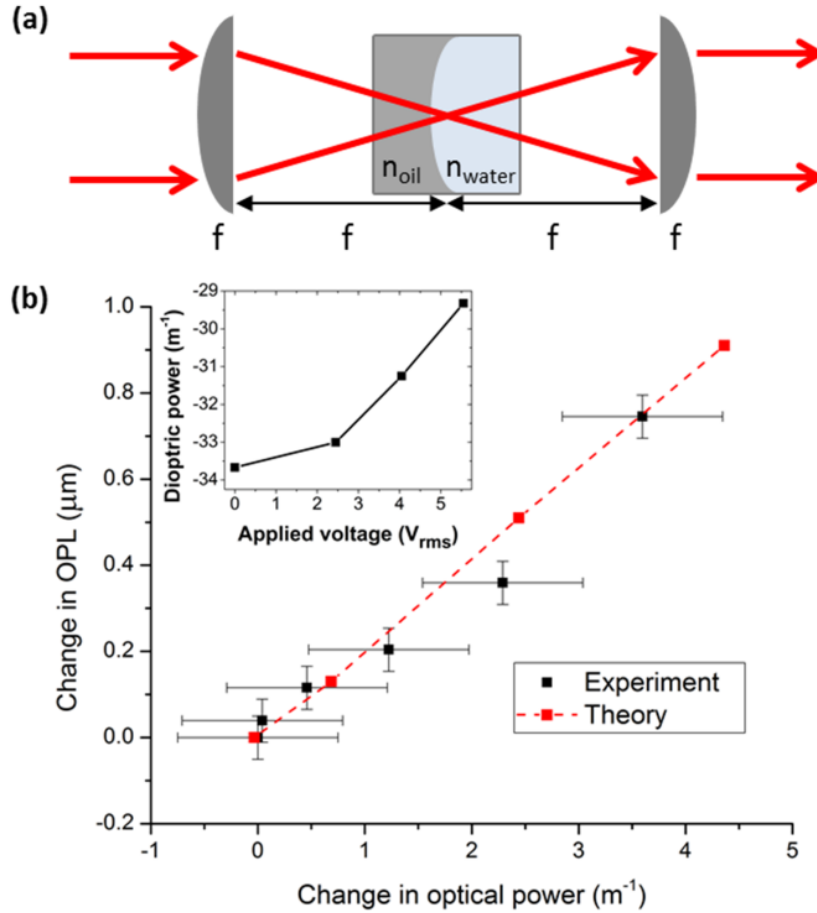 (a)
n_oil n_water
f f f f
(b)
1.0
0.8
0.6
0.4
0.2
0.0
-0.2
Change in OPL (µm)
-29
-30
-31
-32
-33
-34
Dioptric power (m⁻¹)
0 1 2 3 4 5
Applied voltage (V_rms)
Experiment
Theory
-1 0 1 2 3 4 5
Change in optical power (m⁻¹)